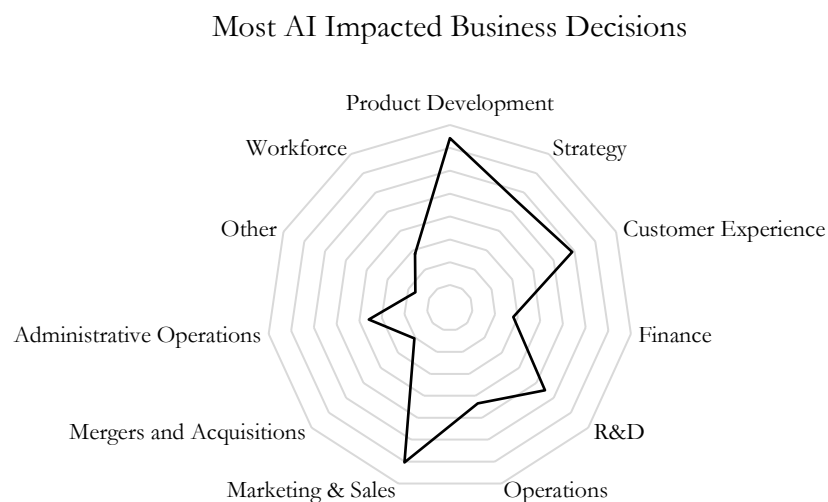 Most AI Impacted Business Decisions
Product Development
Strategy
Customer Experience
Finance
R&D
Operations
Marketing & Sales
Mergers and Acquisitions
Administrative Operations
Other
Workforce